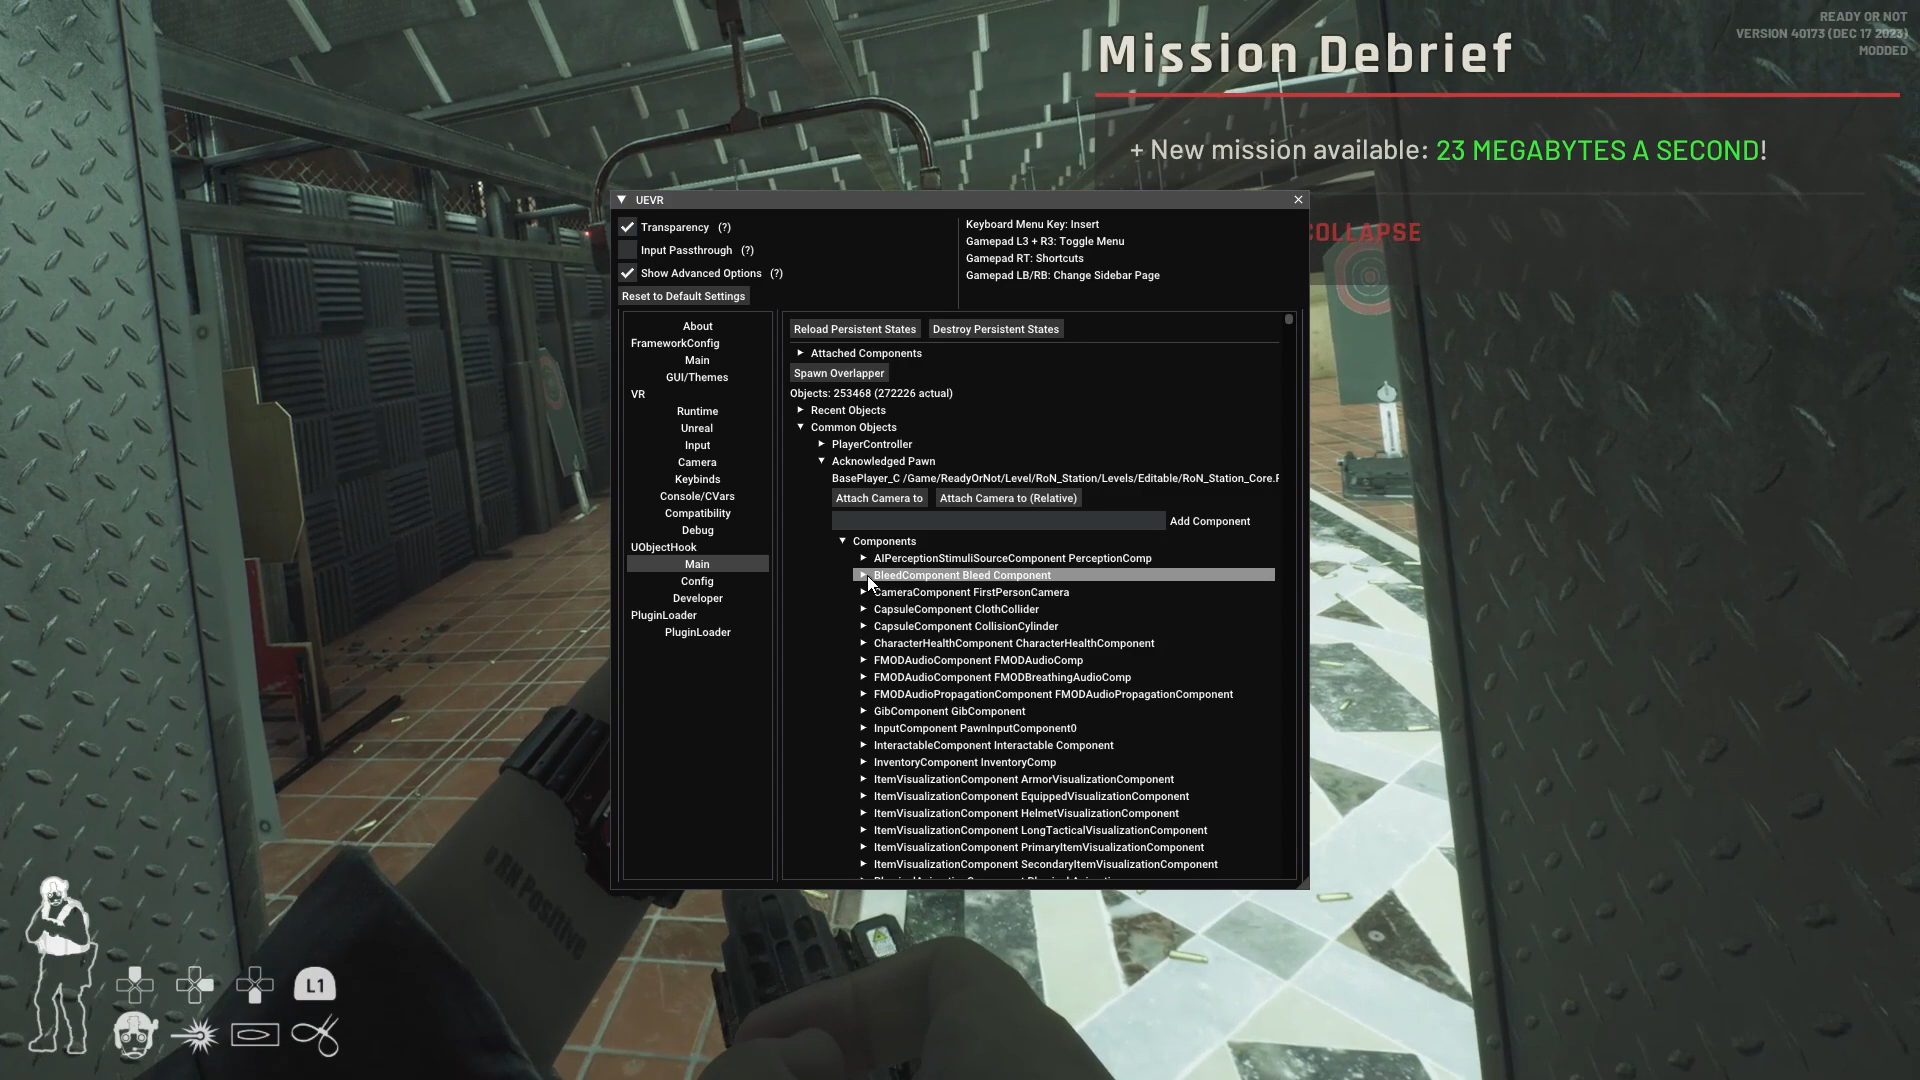 READY OR NOT
VERSION 40173 (DEC 17 2023)
MODDED
Mission Debrief
+ New mission available: 23 MEGABYTES A SECOND!
COLLAPSE
UEVR
Transparency (?)
Input Passthrough (?)
Show Advanced Options (?)
Reset to Default Settings
Keyboard Menu Key: Insert
Gamepad L3 + R3: Toggle Menu
Gamepad RT: Shortcuts
Gamepad LB/RB: Change Sidebar Page
About
FrameworkConfig
Main
GUI/Themes
VR
Runtime
Unreal
Input
Camera
Keybinds
Console/CVars
Compatibility
Debug
UObjectHook
Main
Config
Developer
PluginLoader
PluginLoader
Reload Persistent States Destroy Persistent States
Attached Components
Spawn Overlapper
Objects: 253468 (272226 actual)
Recent Objects
Common Objects
PlayerController
Acknowledged Pawn
BasePlayer_C /Game/ReadyOrNot/Level/RoN_Station/Levels/Editable/RoN_Station_Core.
Attach Camera to Attach Camera to (Relative)
Add Component
Components
AIPerceptionStimuliSourceComponent PerceptionComp
BleedComponent Bleed Component
CameraComponent FirstPersonCamera
CapsuleComponent ClothCollider
CapsuleComponent CollisionCylinder
CharacterHealthComponent CharacterHealthComponent
FMODAudioComponent FMODAudioComp
FMODAudioComponent FMODBreathingAudioComp
FMODAudioPropagationComponent FMODAudioPropagationComponent
GibComponent GibComponent
InputComponent PawnInputComponent0
InteractableComponent Interactable Component
InventoryComponent InventoryComp
ItemVisualizationComponent ArmorVisualizationComponent
ItemVisualizationComponent EquippedVisualizationComponent
ItemVisualizationComponent HelmetVisualizationComponent
ItemVisualizationComponent LongTacticalVisualizationComponent
ItemVisualizationComponent PrimaryItemVisualizationComponent
ItemVisualizationComponent SecondaryItemVisualizationComponent
RH Positive
L1